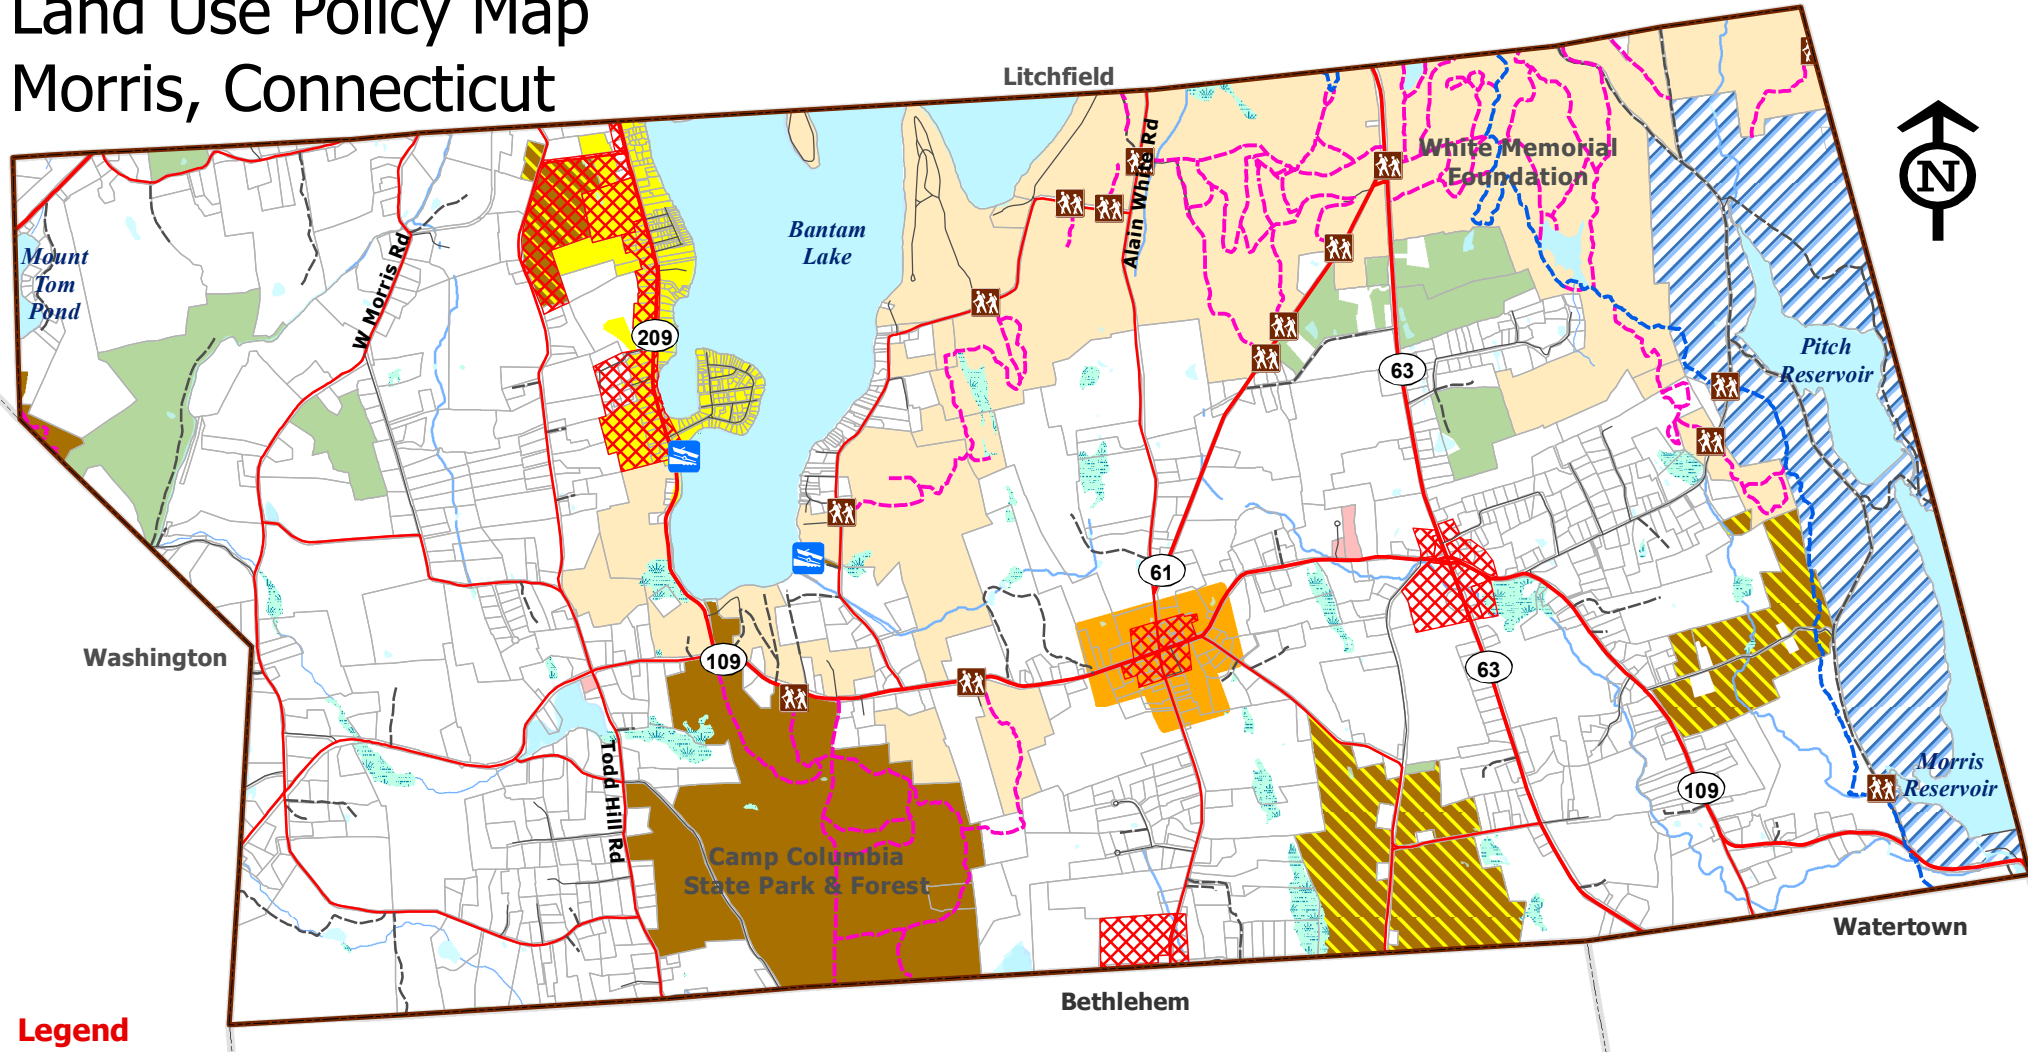 Land Use Policy Map
Morris, Connecticut
Litchfield
N
White Memorial
Foundation
Alain White Rd
Bantam
Lake
Mount
Tom
Pond
W Morris Rd
209
63
Pitch
Reservoir
61
Washington
109
63
Todd Hill Rd
Morris
Reservoir
109
Camp Columbia
State Park & Forest
Watertown
Bethlehem
Legend